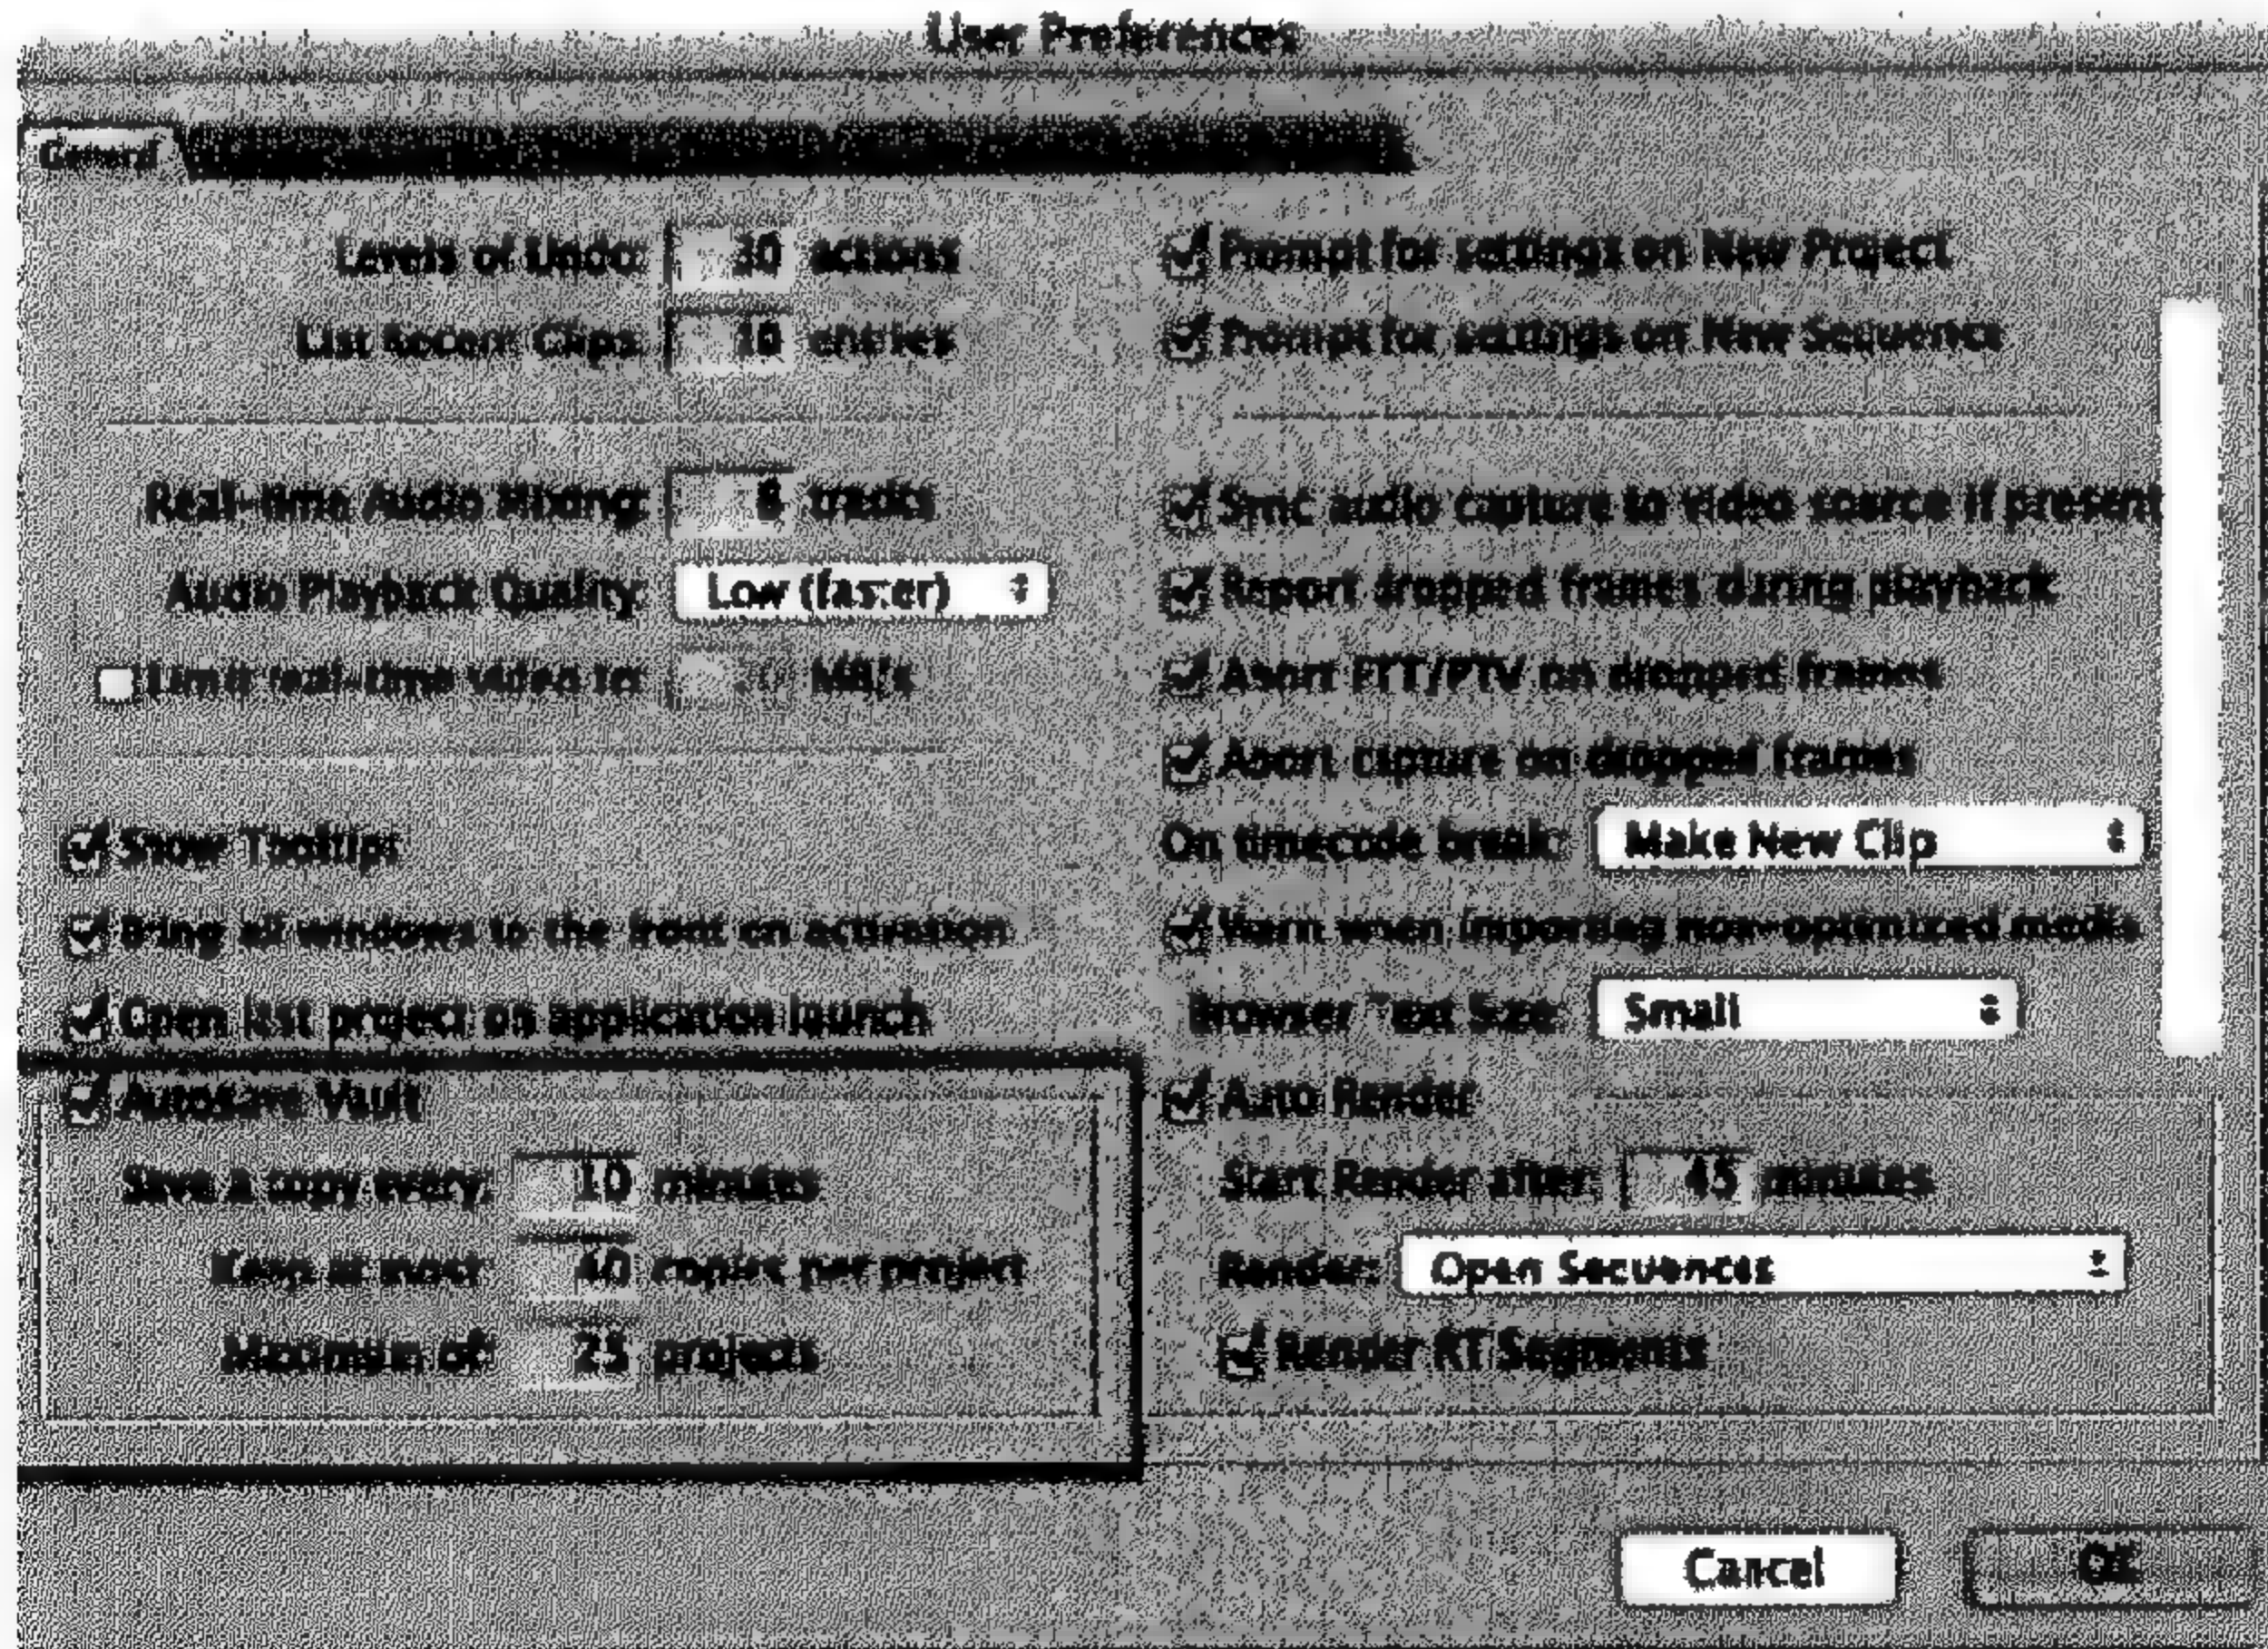 User Preferences
General
Levels of Undo: 30 actions
List Recent Clips: 10 entries
Real-time Audio Mixing: 8 tracks
Audio Playback Quality: Low (faster)
Limit real-time video to: MB/s
Show Tooltips
Bring all windows to the front on activation
Open last project on application launch
Autosave Vault
Save a copy every: 10 minutes
Keep at most: 40 copies per project
Maximum of: 25 projects
Prompt for settings on New Project
Prompt for settings on New Sequence
Sync audio capture to video source if present
Report dropped frames during playback
Abort ETT/PTV on dropped frames
Abort capture on dropped frames
On timecode break: Make New Clip
Warn when importing non-optimized media
Browser Text Size: Small
Auto Render
Start Render after: 45 minutes
Render: Open Sequences
Render RT Segments
Cancel
OK